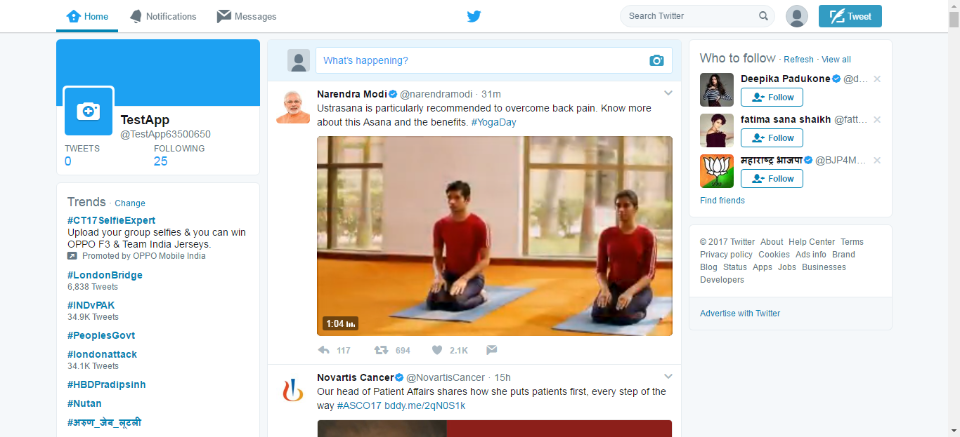 Home
Notifications
Messages
Search Twitter
Tweet
TestApp
@TestApp63500650
TWEETS
FOLLOWING
0
25
Trends · Change
#CT17SelfieExpert
Upload your group selfies & you can win
OPPO F3 & Team India Jerseys.
Promoted by OPPO Mobile India
#LondonBridge
6,838 Tweets
#INDvPAK
34.9K Tweets
#PeoplesGovt
#londonattack
34.1K Tweets
#HBDPradipsinh
#Nutan
#अरुण_जेब_लूटली
What's happening?
Narendra Modi @narendramodi · 31m
Ustrasana is particularly recommended to overcome back pain. Know more
about this Asana and the benefits. #YogaDay
1:04
117
694
2.1K
Novartis Cancer @NovartisCancer · 15h
Our head of Patient Affairs shares how she puts patients first, every step of the
way #ASCO17 bddy.me/2qN0S1k
Who to follow · Refresh · View all
Deepika Padukone @d...
Follow
fatima sana shaikh @fatt...
Follow
महाराष्ट्र भाजपा @BJP4M...
Follow
Find friends
© 2017 Twitter About Help Center Terms
Privacy policy Cookies Ads info Brand
Blog Status Apps Jobs Businesses
Developers
Advertise with Twitter